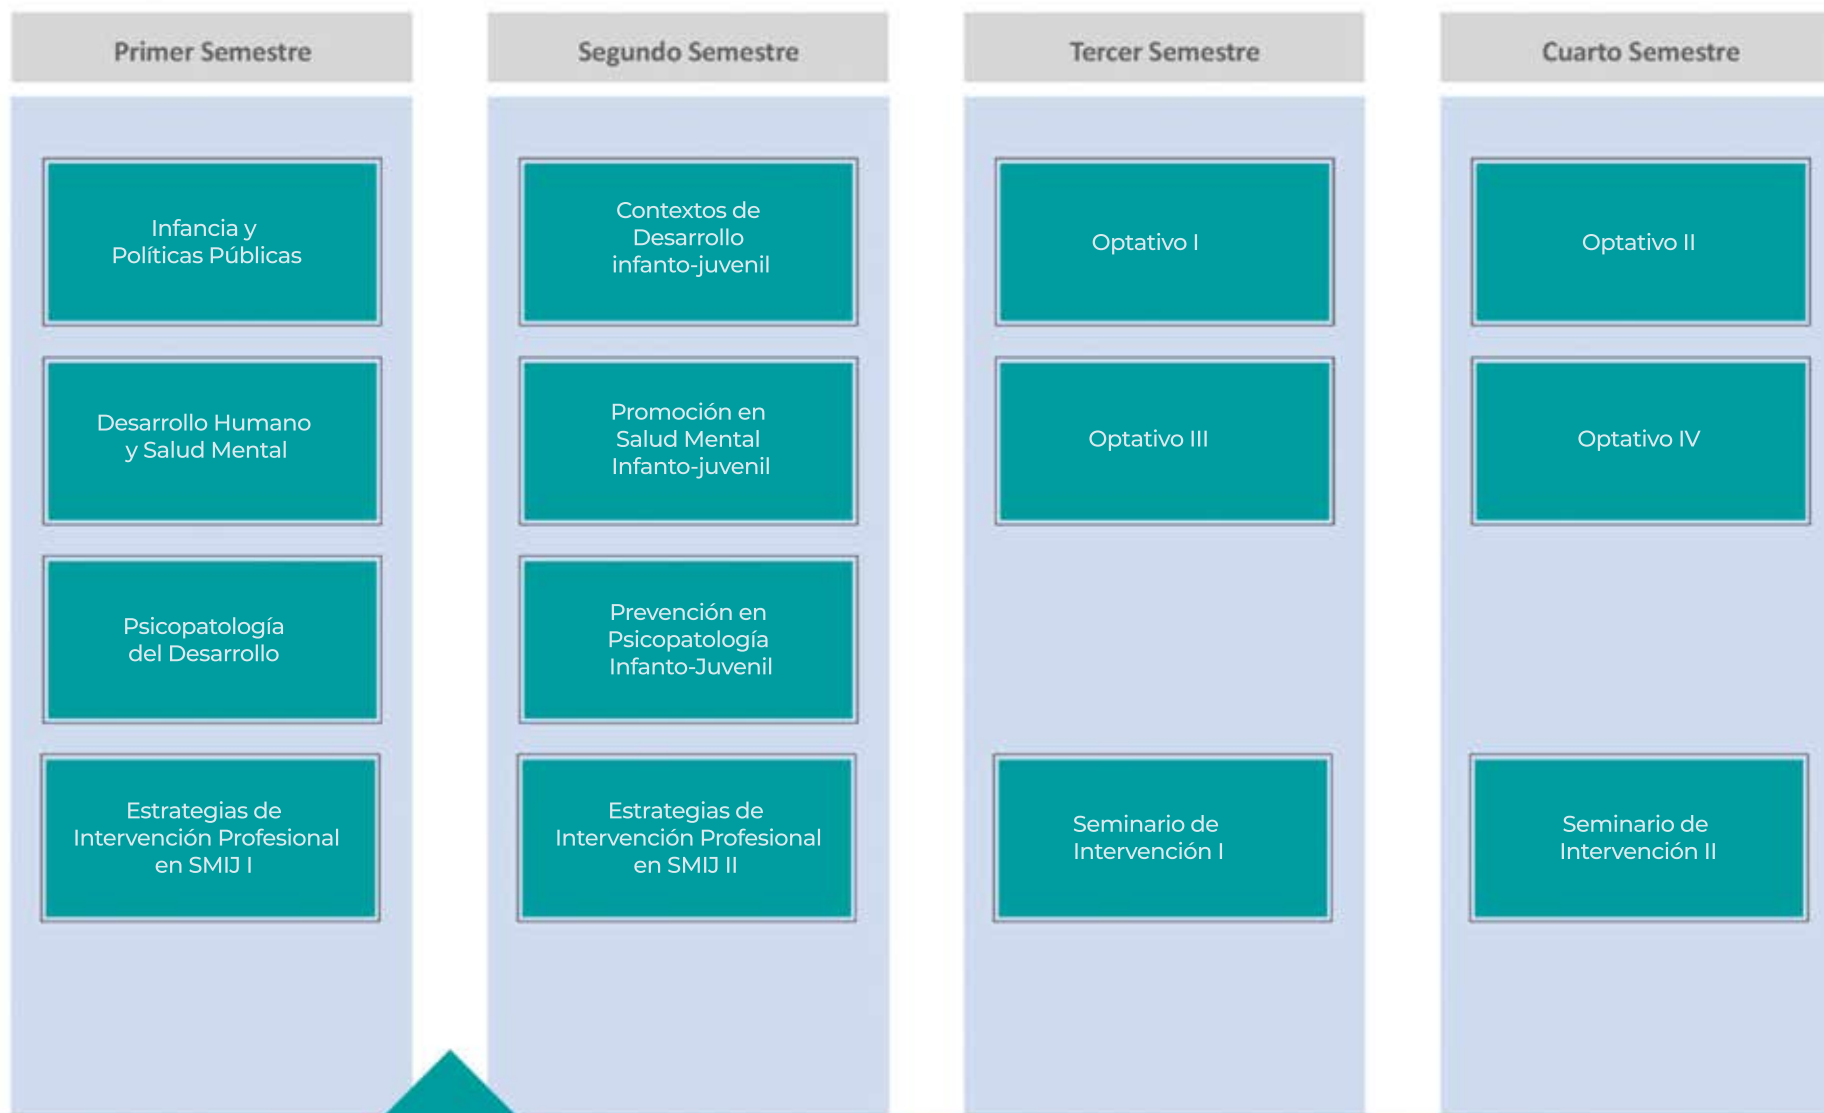 Primer Semestre
Segundo Semestre
Tercer Semestre
Cuarto Semestre
Infancia y
Políticas Públicas
Contextos de
Desarrollo
infanto-juvenil
Optativo I
Optativo II
Desarrollo Humano
y Salud Mental
Promoción en
Salud Mental
Infanto-juvenil
Optativo III
Optativo IV
Psicopatología
del Desarrollo
Prevención en
Psicopatología
Infanto-Juvenil
Estrategias de
Intervención Profesional
en SMIJ I
Estrategias de
Intervención Profesional
en SMIJ II
Seminario de
Intervención I
Seminario de
Intervención II